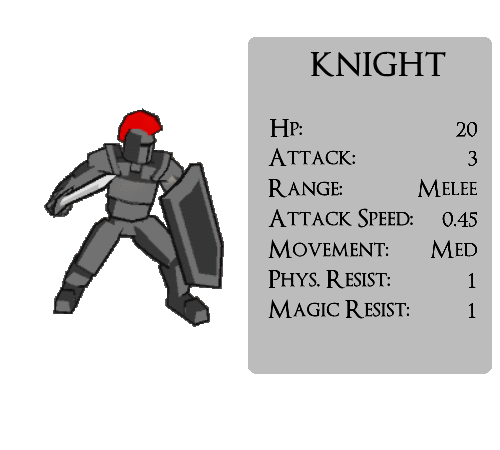 KNIGHT
HP: 20
ATTACK: 3
RANGE: MELEE
ATTACK SPEED: 0.45
MOVEMENT: MED
PHYS. RESIST: 1
MAGIC RESIST: 1